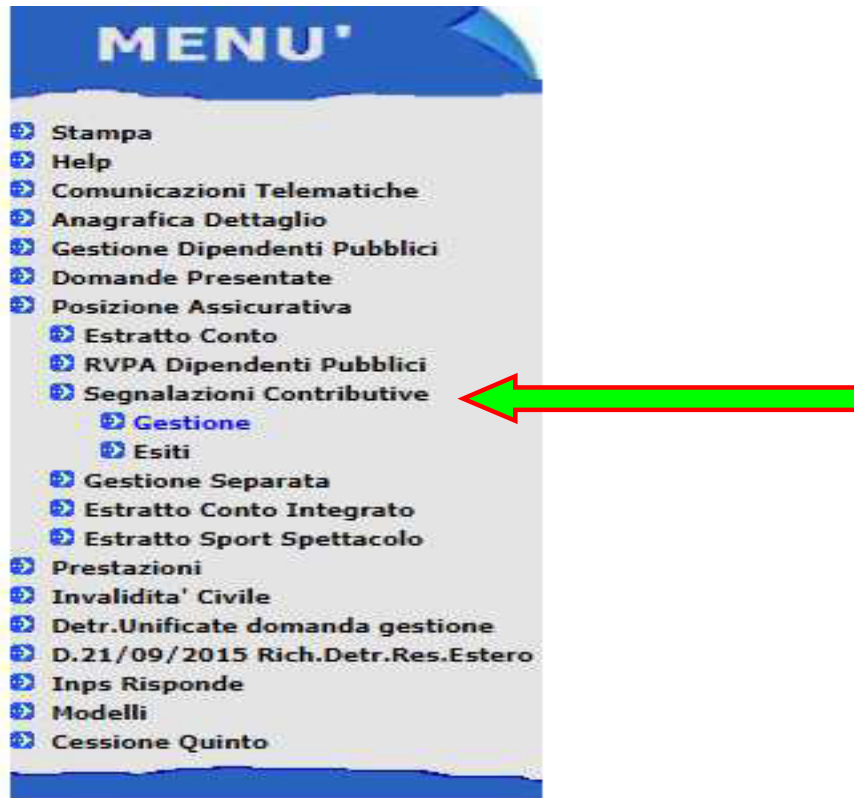 MENU'
Stampa
Help
Comunicazioni Telematiche
Anagrafica Dettaglio
Gestione Dipendenti Pubblici
Domande Presentate
Posizione Assicurativa
Estratto Conto
RVPA Dipendenti Pubblici
Segnalazioni Contributive
Gestione
Esiti
Gestione Separata
Estratto Conto Integrato
Estratto Sport Spettacolo
Prestazioni
Invalidita' Civile
Detr.Unificate domanda gestione
D.21/09/2015 Rich.Detr.Res.Estero
Inps Risponde
Modelli
Cessione Quinto